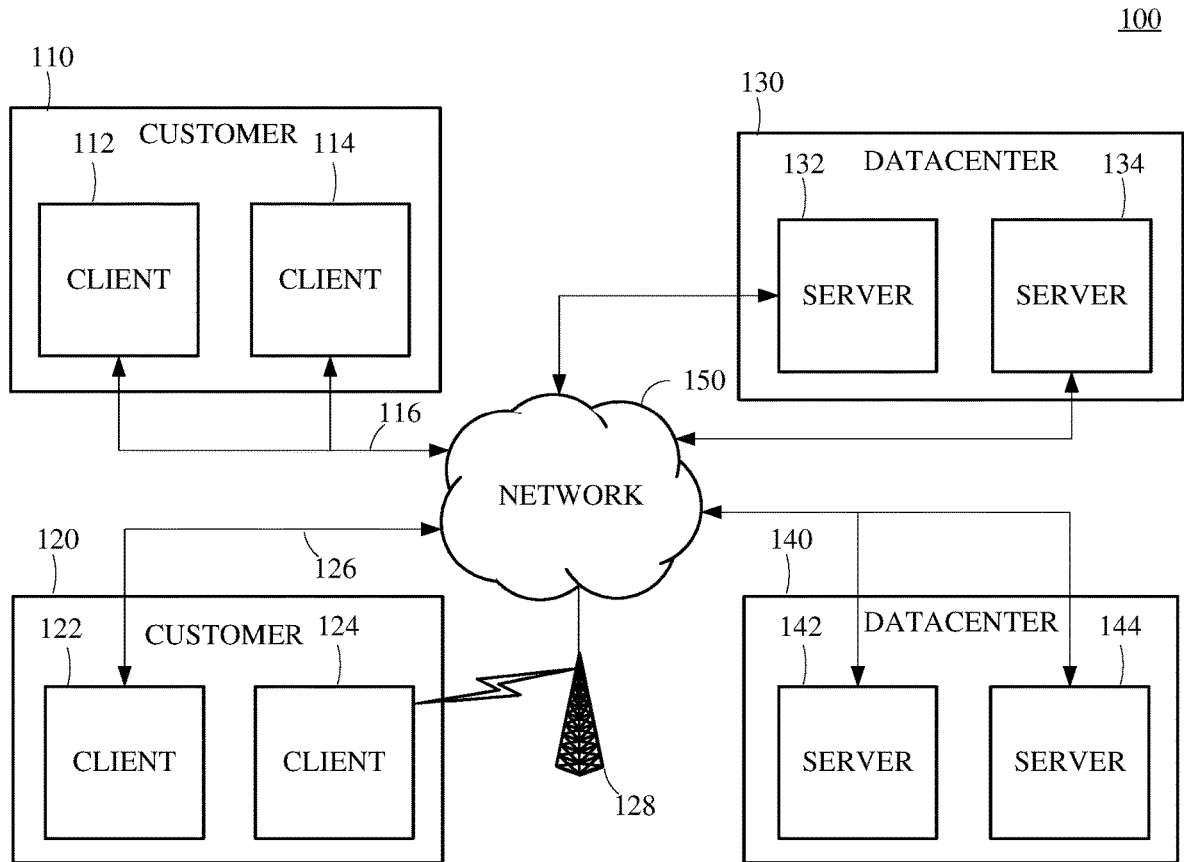 100
110
CUSTOMER
112
114
CLIENT
CLIENT
116
130
DATACENTER
132
134
SERVER
SERVER
150
NETWORK
120
126
CUSTOMER
122
124
CLIENT
CLIENT
128
140
DATACENTER
142
144
SERVER
SERVER